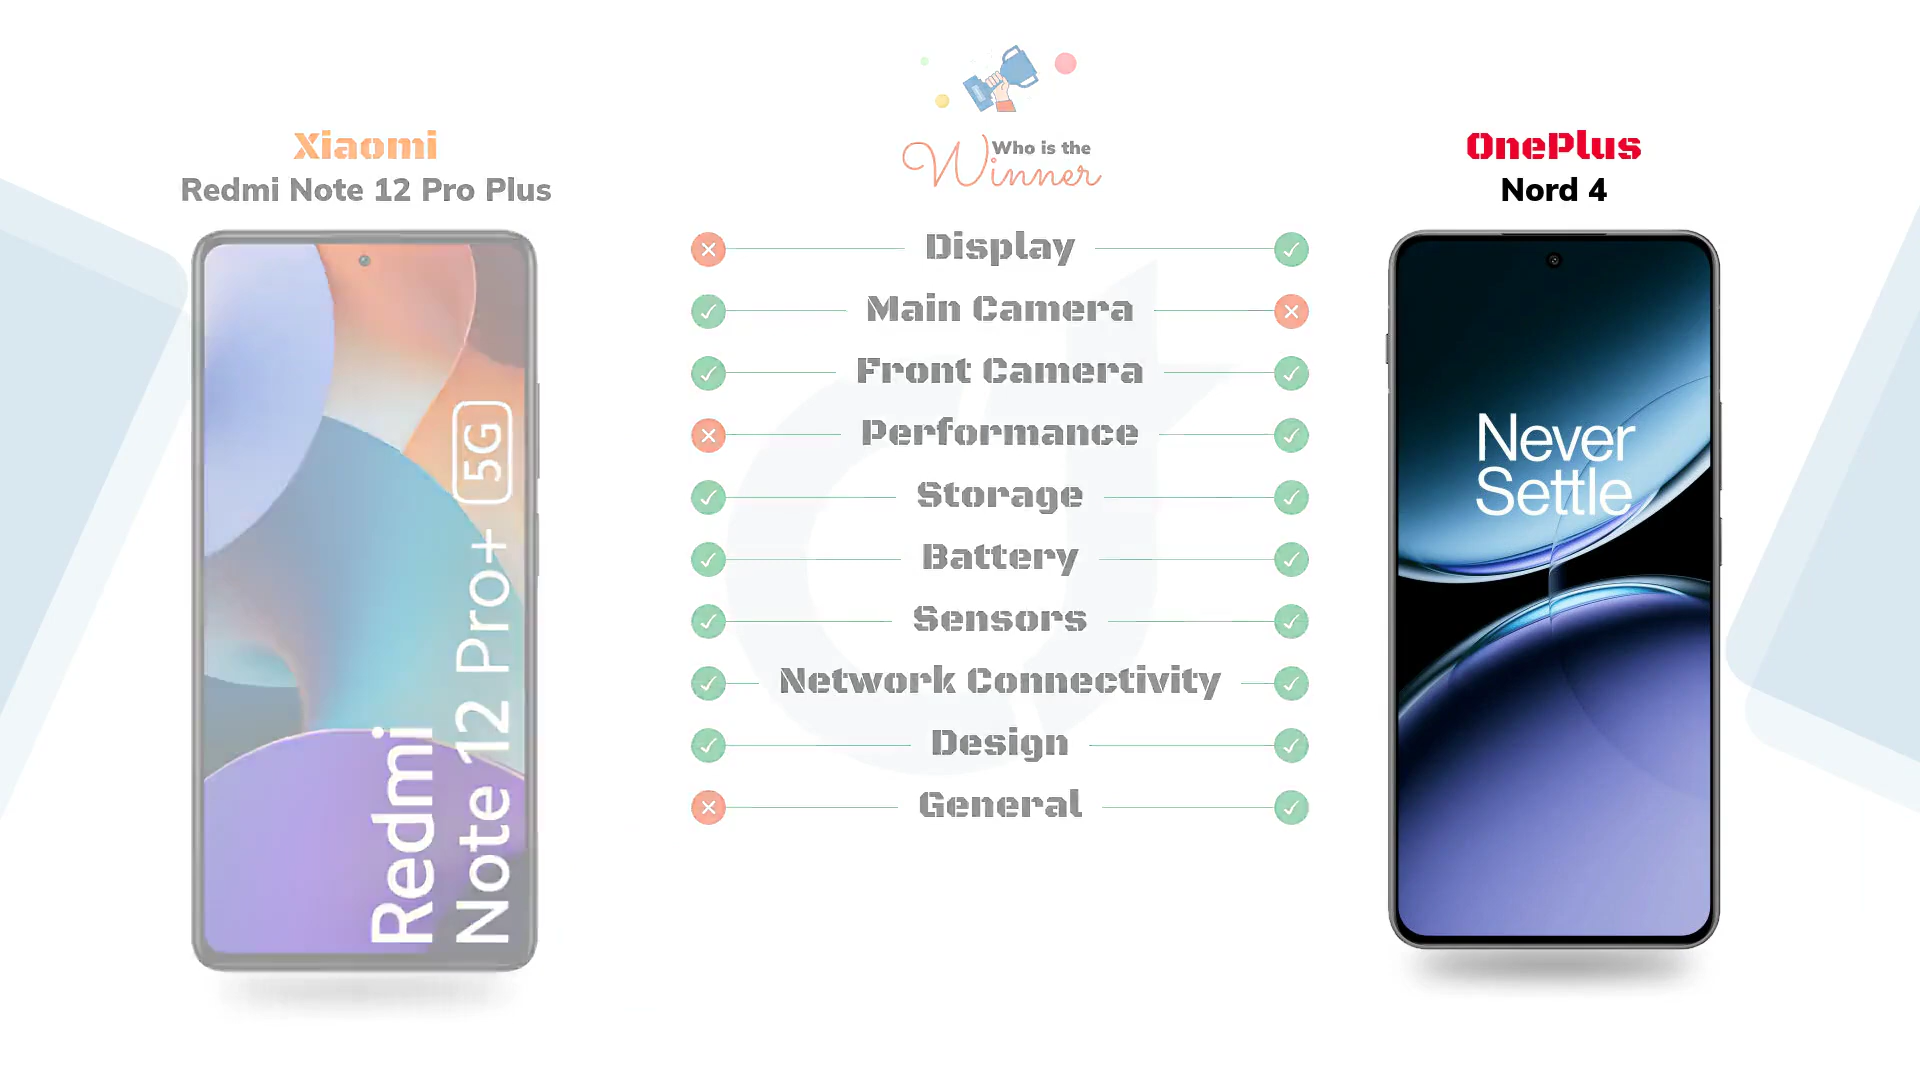 Xiaomi
Redmi Note 12 Pro Plus
Who is the
Winner
OnePlus
Nord 4
Display
Main Camera
Front Camera
Performance
Storage
Battery
Sensors
Network Connectivity
Design
General
Redmi
Note 12 Pro+ 5G
Never
Settle